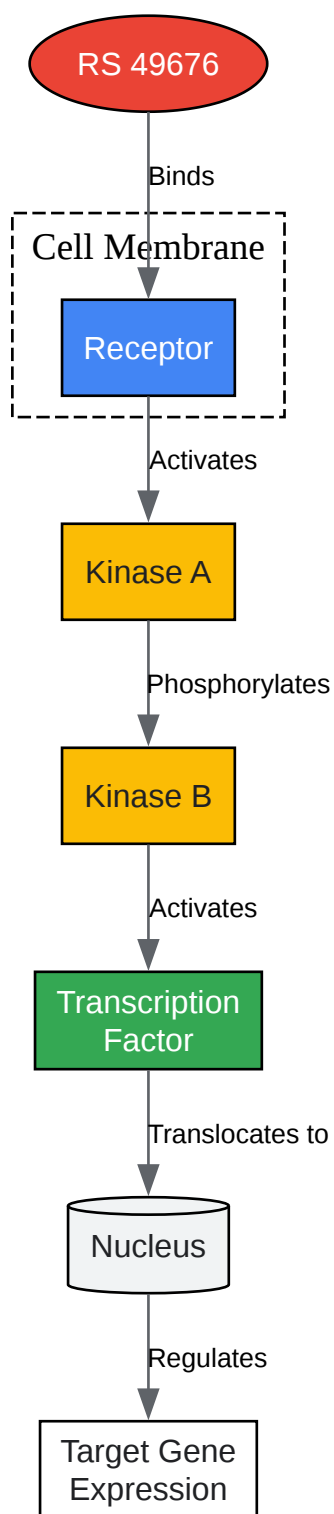 RS 49676
Binds
Cell Membrane
Receptor
Activates
Kinase A
Phosphorylates
Kinase B
Activates
Transcription
Factor
Translocates to
Nucleus
Regulates
Target Gene
Expression